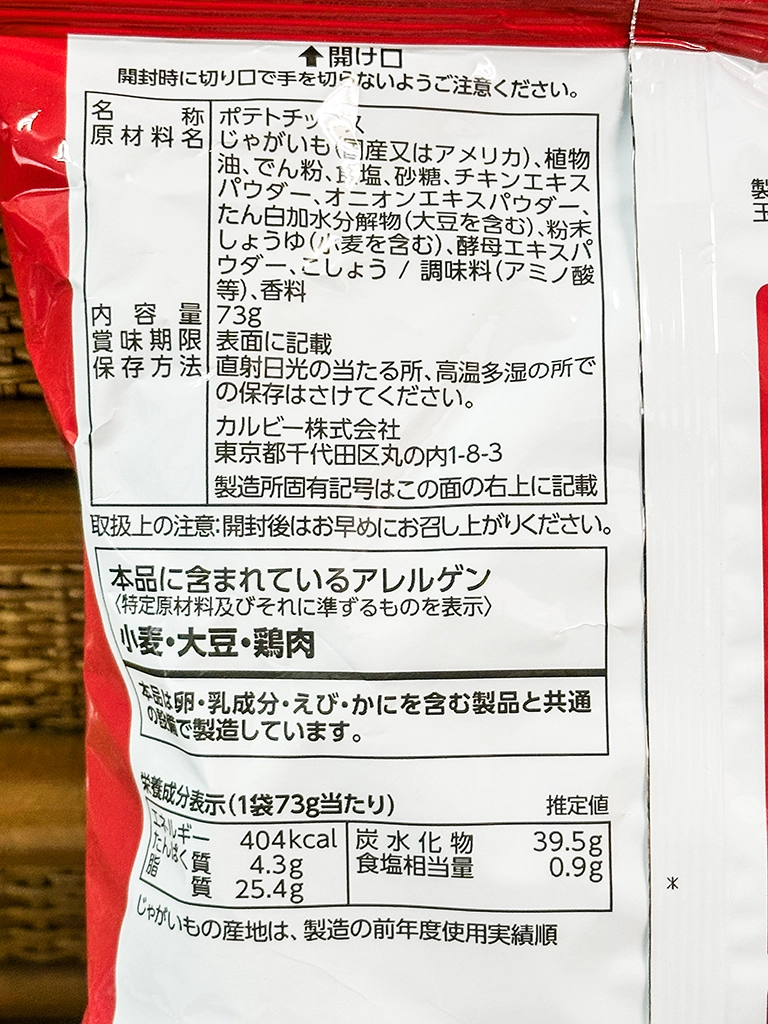 ↑開け口
開封時に切り口で手を切らないようご注意ください。
名称 ポテトチップス
原材料名 じゃがいも(国産又はアメリカ)、植物
油、でん粉、食塩、砂糖、チキンエキス
パウダー、オニオンエキスパウダー、
たん白加水分解物(大豆を含む)、粉末
しょうゆ(小麦を含む)、酵母エキスパ
ウダー、こしょう / 調味料(アミノ酸
等)、香料
内容量 73g
賞味期限 表面に記載
保存方法 直射日光の当たる所、高温多湿の所で
の保存はさけてください。
カルビー株式会社
東京都千代田区丸の内1-8-3
製造所固有記号はこの面の右上に記載
取扱上の注意:開封後はお早めにお召し上がりください。
本品に含まれているアレルゲン
〈特定原材料及びそれに準ずるものを表示〉
小麦・大豆・鶏肉
本品は卵・乳成分・えび・かにを含む製品と共通
の設備で製造しています。
栄養成分表示(1袋73g当たり) 推定値
エネルギー 404kcal 炭水化物 39.5g
たんぱく質 4.3g 食塩相当量 0.9g
脂質 25.4g
じゃがいもの産地は、製造の前年度使用実績順
＊